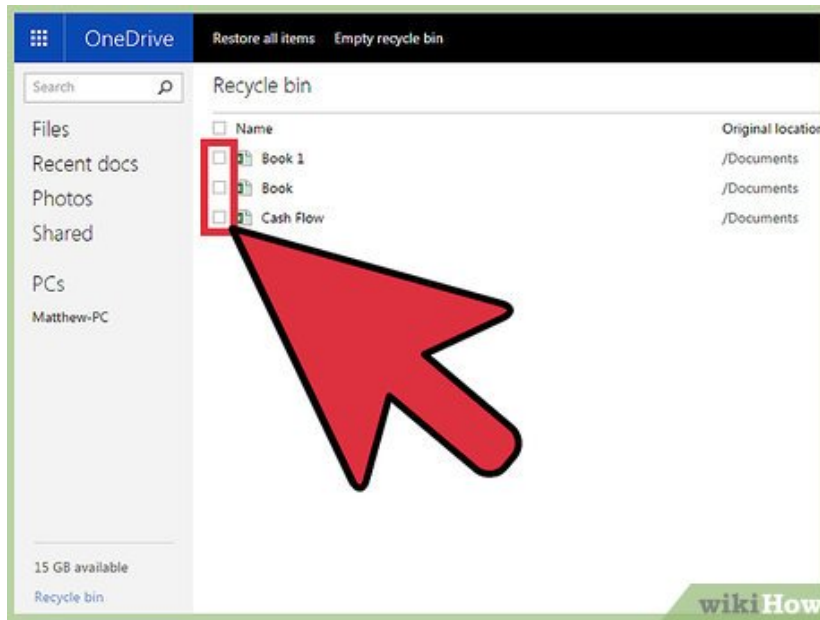 OneDrive Restore all items Empty recycle bin
Search
Files
Recent docs
Photos
Shared
PCs
Matthew-PC
15 GB available
Recycle bin
Recycle bin
Name Original location
Book 1 /Documents
Book /Documents
Cash Flow /Documents
wikiHow